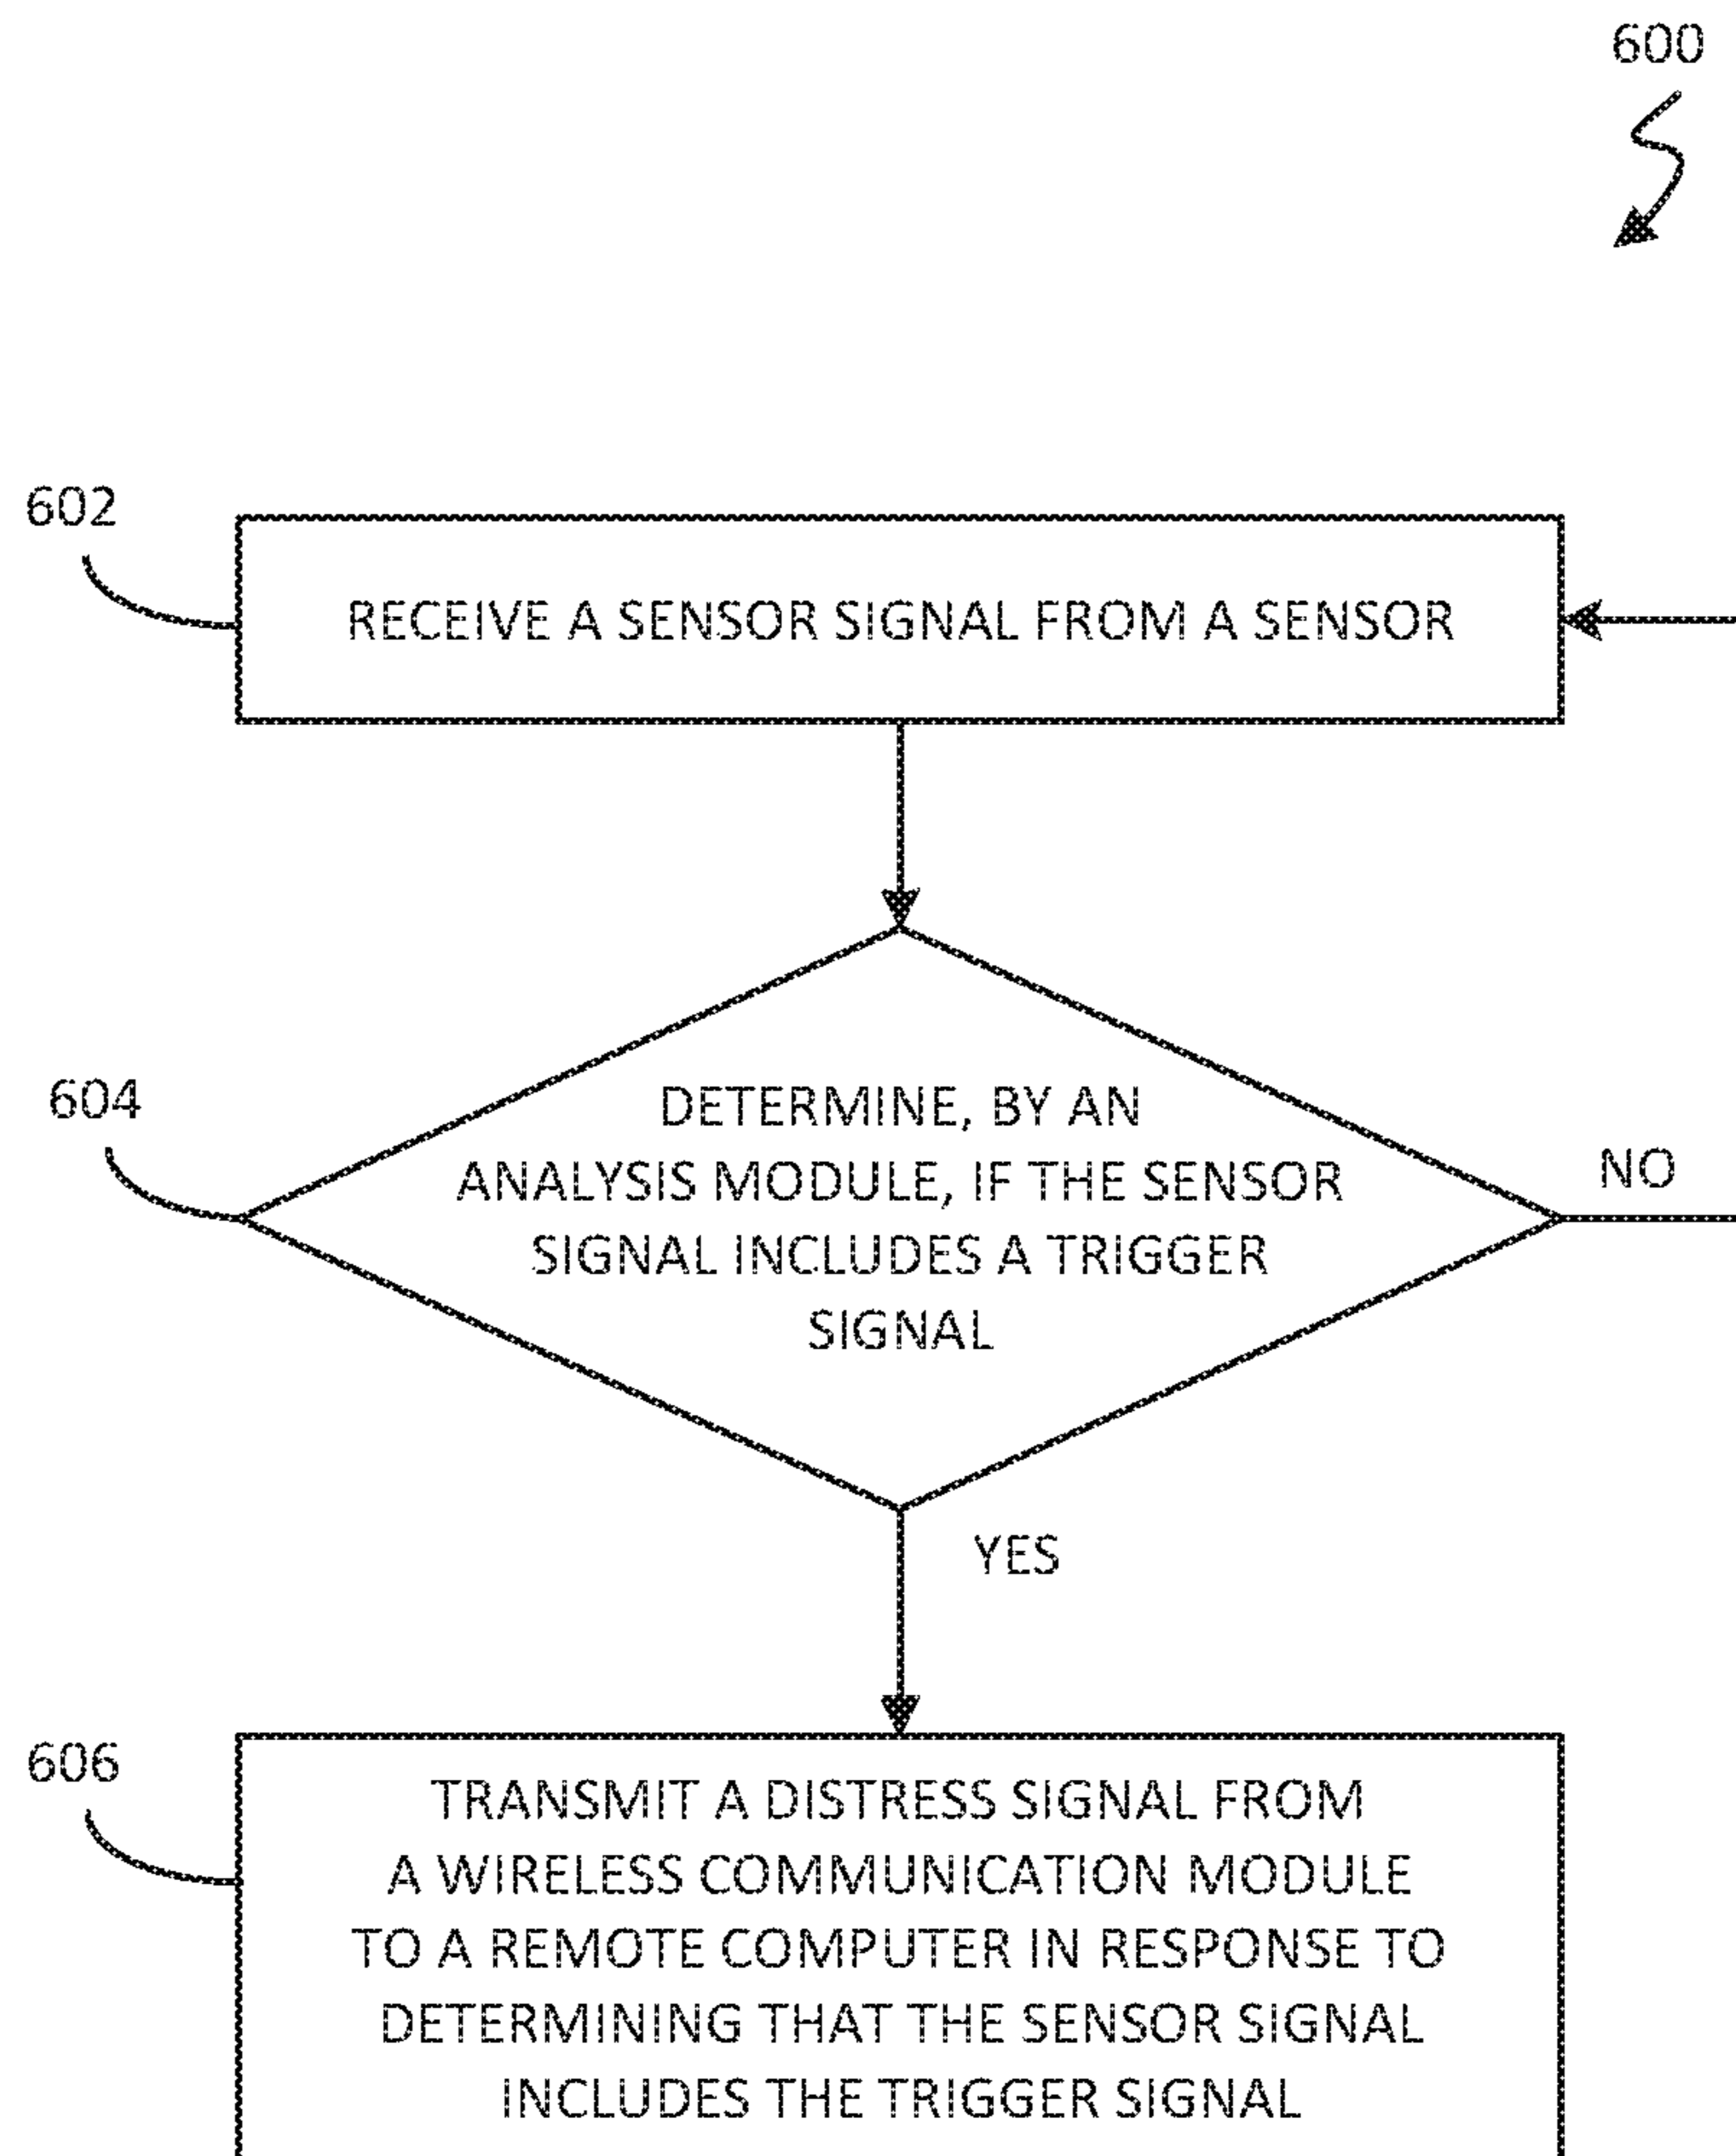 600
602
RECEIVE A SENSOR SIGNAL FROM A SENSOR
604
DETERMINE, BY AN
ANALYSIS MODULE, IF THE SENSOR
SIGNAL INCLUDES A TRIGGER
SIGNAL
NO
YES
606
TRANSMIT A DISTRESS SIGNAL FROM
A WIRELESS COMMUNICATION MODULE
TO A REMOTE COMPUTER IN RESPONSE TO
DETERMINING THAT THE SENSOR SIGNAL
INCLUDES THE TRIGGER SIGNAL